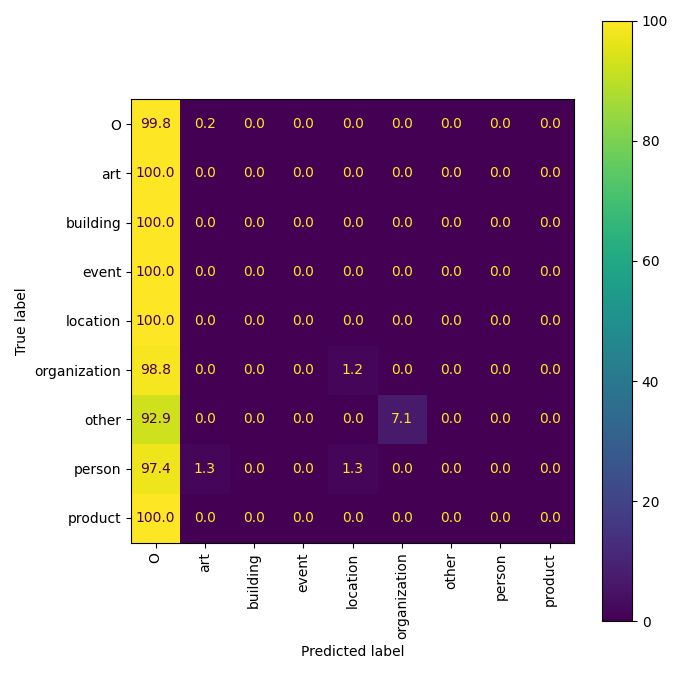 100
O 99.8 0.2 0.0 0.0 0.0 0.0 0.0 0.0 0.0
80
art 100.0 0.0 0.0 0.0 0.0 0.0 0.0 0.0 0.0
building 100.0 0.0 0.0 0.0 0.0 0.0 0.0 0.0 0.0
60
event 100.0 0.0 0.0 0.0 0.0 0.0 0.0 0.0 0.0
location 100.0 0.0 0.0 0.0 0.0 0.0 0.0 0.0 0.0
True label
organization 98.8 0.0 0.0 0.0 1.2 0.0 0.0 0.0 0.0
40
other 92.9 0.0 0.0 0.0 0.0 7.1 0.0 0.0 0.0
person 97.4 1.3 0.0 0.0 1.3 0.0 0.0 0.0 0.0
20
product 100.0 0.0 0.0 0.0 0.0 0.0 0.0 0.0 0.0
O art building event location organization other person product
0
Predicted label